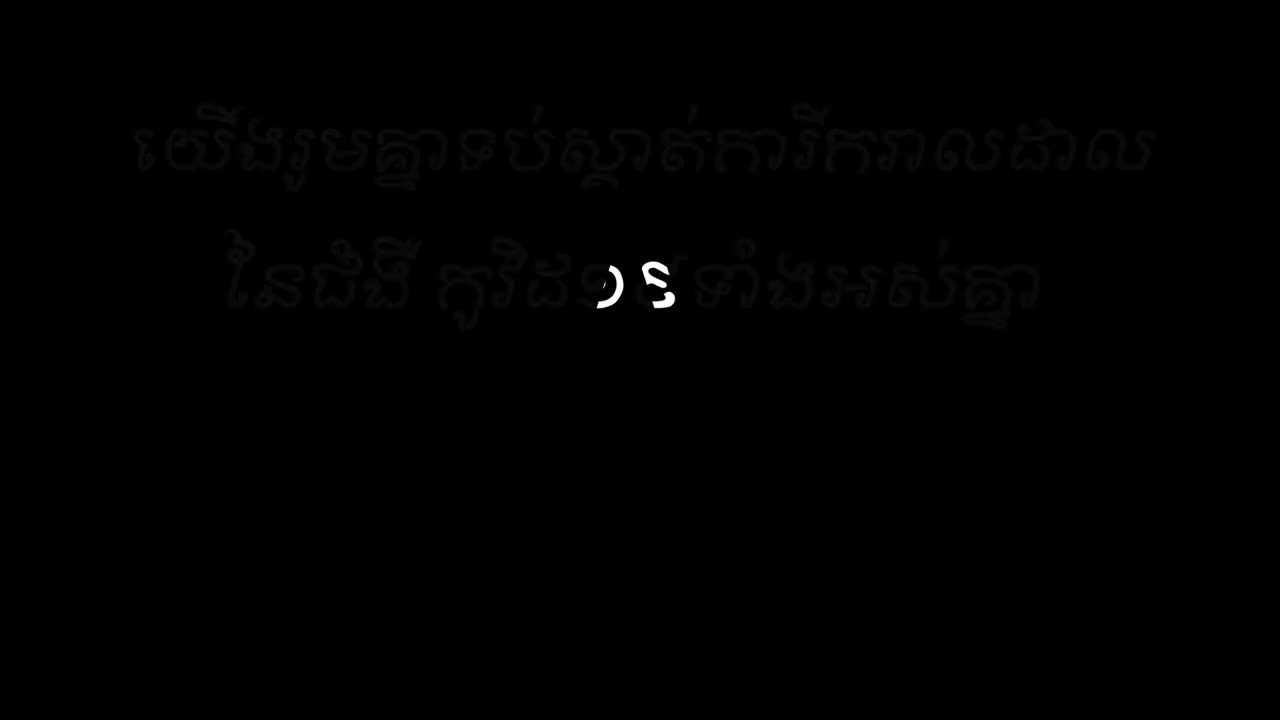 យើងរួមគ្នាទប់ស្កាត់ការរីករាលដាល
នៃជំងឺ កូវីដ១៩ទាំងអស់គ្នា